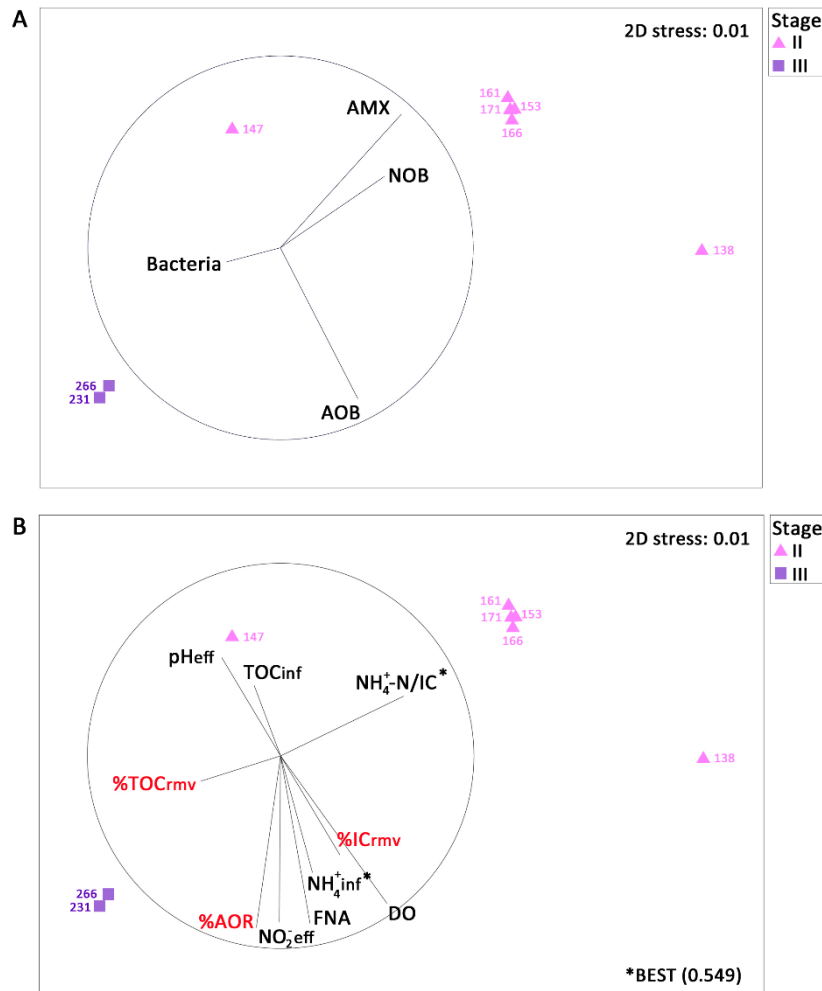 A
2D stress: 0.01
Stage
II
III
161
171 153
166
AMX
147
NOB
138
Bacteria
266
231
AOB
B
2D stress: 0.01
Stage
II
III
161
171 153
166
147
pHeff
TOCinf
NH₄⁺-N/IC*
138
%TOCrmv
%ICrmv
NH₄⁺inf*
266
231
%AOR
NO₂⁻eff
FNA
DO
*BEST (0.549)